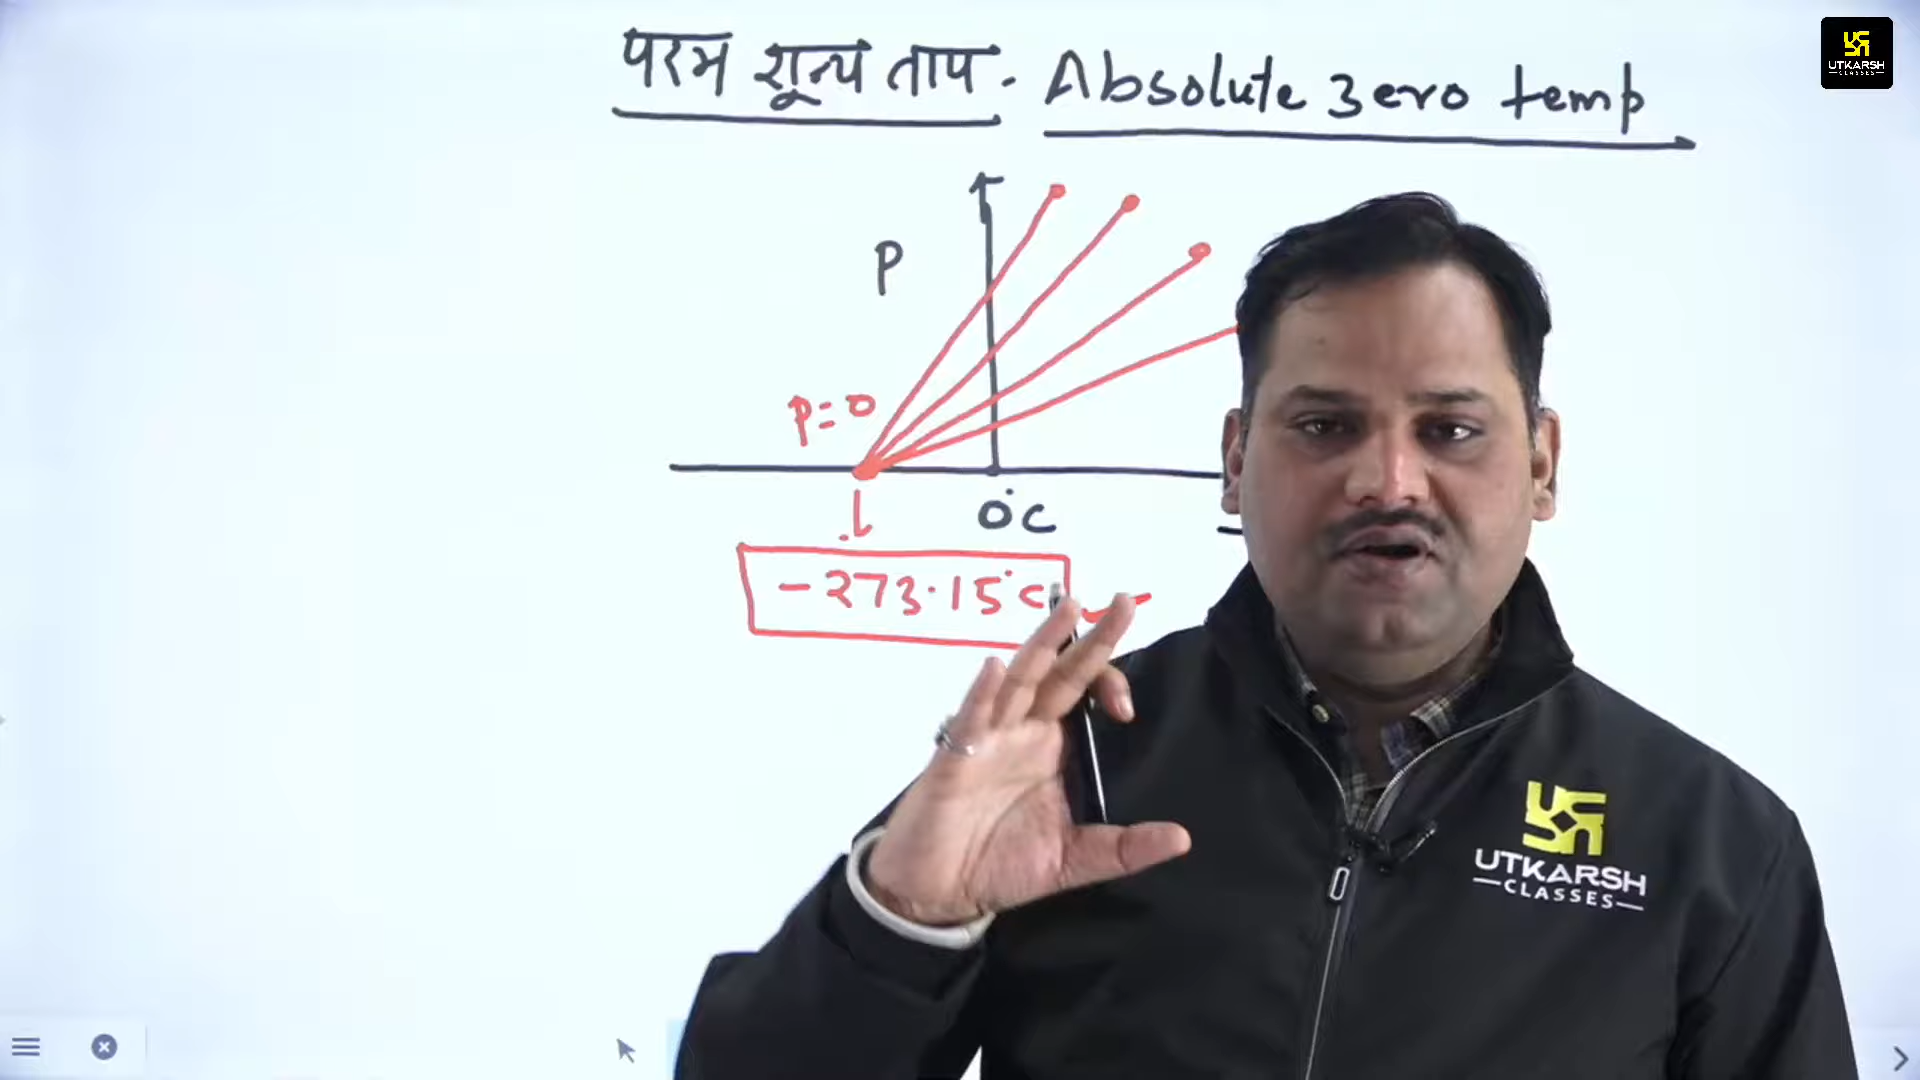 परम शून्य ताप. Absolute zero temp
UTKARSH
CLASSES
P
P=0
0°C
-273.15°C
UTKARSH
CLASSES